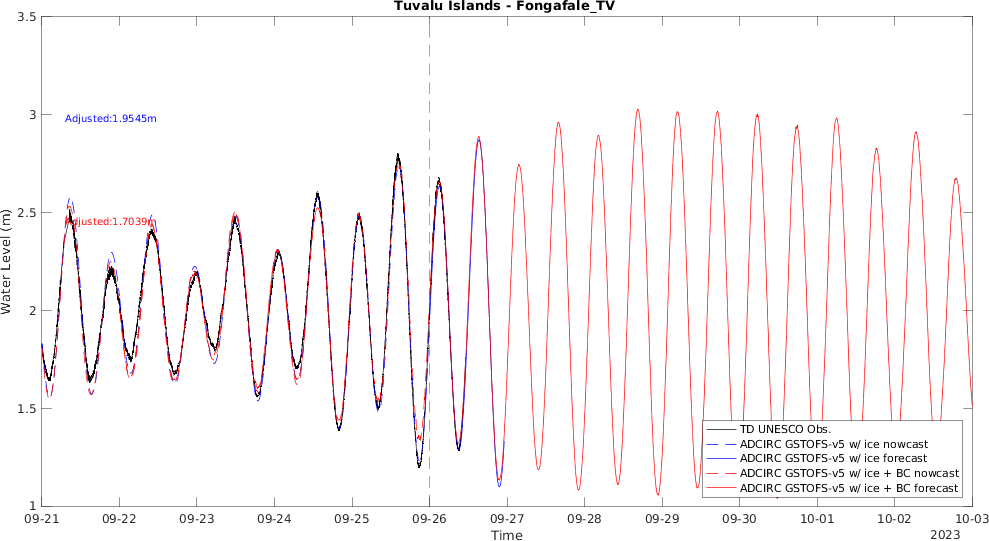 Tuvalu Islands - Fongafale_TV
3.5
3
2.5
2
1.5
1
Water Level (m)
Adjusted:1.9545m
Adjusted:1.7039m
TD UNESCO Obs.
ADCIRC GSTOFS-v5 w/ ice nowcast
ADCIRC GSTOFS-v5 w/ ice forecast
ADCIRC GSTOFS-v5 w/ ice + BC nowcast
ADCIRC GSTOFS-v5 w/ ice + BC forecast
09-21 09-22 09-23 09-24 09-25 09-26 09-27 09-28 09-29 09-30 10-01 10-02 10-03
Time
2023